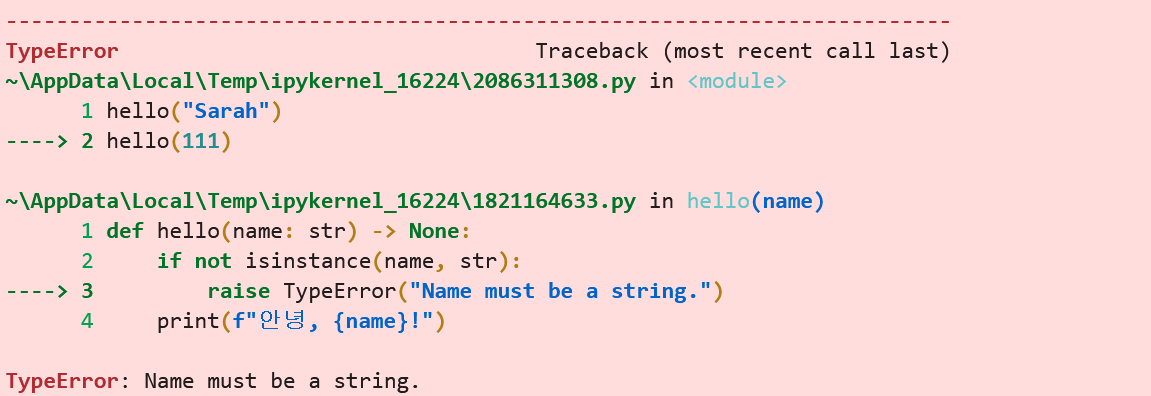 ---------------------------------------------------------------------------
TypeError                                 Traceback (most recent call last)
~\AppData\Local\Temp\ipykernel_16224\2086311308.py in <module>
      1 hello("Sarah")
----> 2 hello(111)

~\AppData\Local\Temp\ipykernel_16224\1821164633.py in hello(name)
      1 def hello(name: str) -> None:
      2     if not isinstance(name, str):
----> 3         raise TypeError("Name must be a string.")
      4     print(f"안녕, {name}!")

TypeError: Name must be a string.